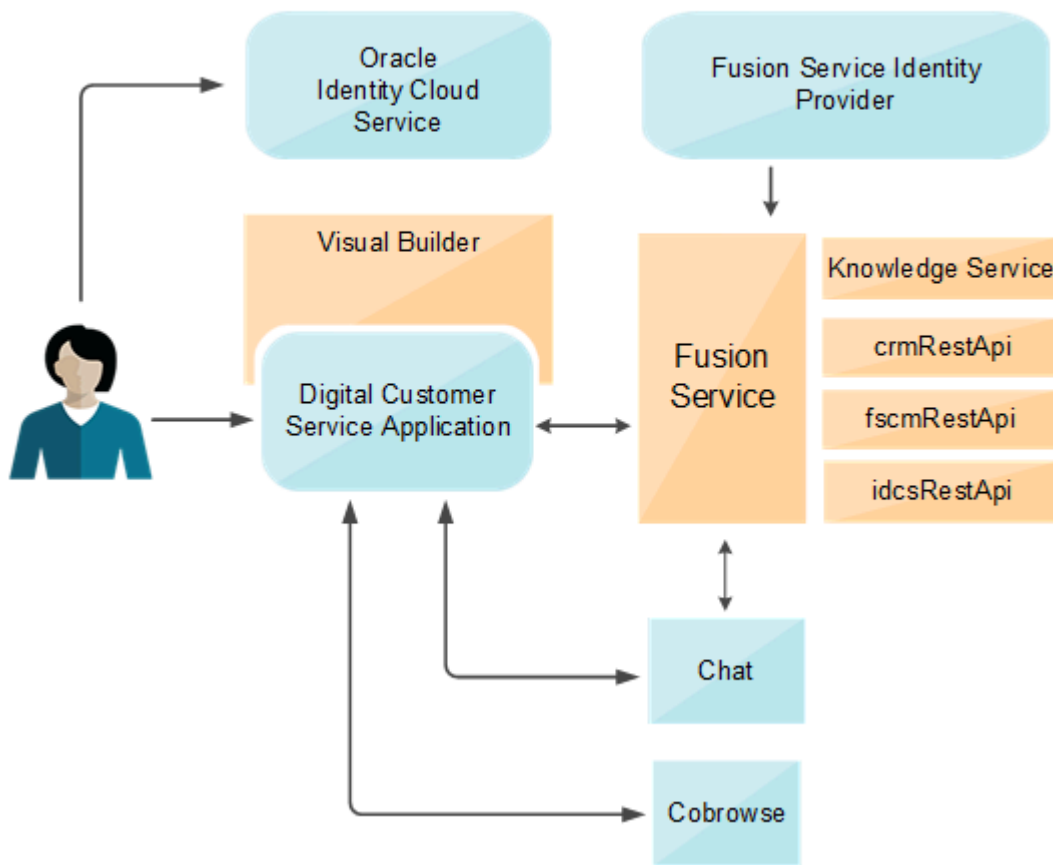 Oracle
Identity Cloud
Service
Fusion Service Identity
Provider
Visual Builder
Knowledge Service
crmRestApi
Fusion
Service
Digital Customer
Service Application
fscmRestApi
idcsRestApi
Chat
Cobrowse